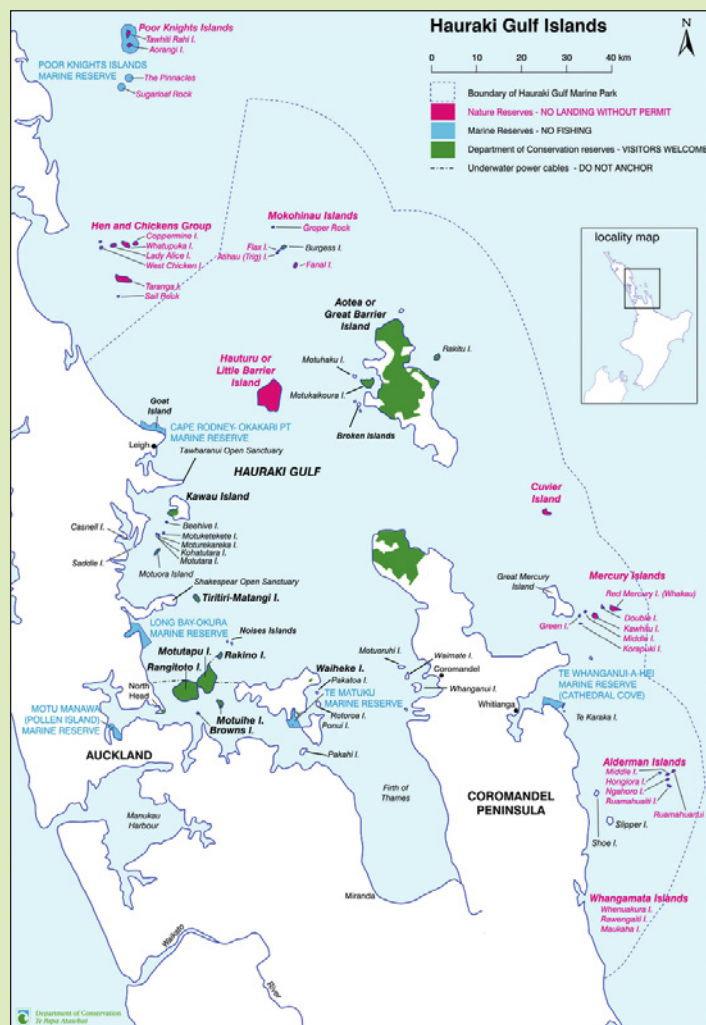 Hauraki Gulf Islands
N
0 10 20 30 40 km
Boundary of Hauraki Gulf Marine Park
Nature Reserves - NO LANDING WITHOUT PERMIT
Marine Reserves - NO FISHING
Department of Conservation reserves - VISITORS WELCOME
Underwater power cables - DO NOT ANCHOR
Poor Knights Islands
Tawhiti Rahi I.
Aorangi I.
POOR KNIGHTS ISLANDS
MARINE RESERVE
The Pinnacles
Sugarloaf Rock
Hen and Chickens Group
Coppermine I.
Whatupuka I.
Lady Alice I.
West Chicken I.
Taranga I.
Sail Rock
Mokohinau Islands
Groper Rock
Flax I.
Burgess I.
Atihau (Trig) I.
Fanal I.
locality map
Aotea or
Great Barrier
Island
Rakitu I.
Motuhaku I.
Motukaikoura I.
Broken Islands
Hauturu or
Little Barrier
Island
Goat
Island
CAPE RODNEY- OKAKARI PT
MARINE RESERVE
Leigh
Tawharanui Open Sanctuary
HAURAKI GULF
Kawau Island
Beehive I.
Motuketekete I.
Moturekareka I.
Kohatutara I.
Motutara I.
Casnell I.
Saddle I.
Motuora Island
Shakespear Open Sanctuary
Tiritiri-Matangi I.
Cuvier
Island
Great Mercury
Island
Mercury Islands
Red Mercury I. (Whakau)
Double I.
Kawhitu I.
Green I.
Middle I.
Korapuki I.
LONG BAY-OKURA
MARINE RESERVE
Noises Islands
Motutapu I.
Rakino I.
Rangitoto I.
North
Head
Motuihe I.
Browns I.
Waiheke I.
Pakatoa I.
TE MATUKU
MARINE RESERVE
Rotoroa I.
Ponui I.
Pakahi I.
Motuoruhi I.
Waimate I.
Coromandel
Whanganui I.
TE WHANGANUI-A-HEI
MARINE RESERVE
(CATHEDRAL COVE)
Whitianga
Te Karaka I.
MOTU MANAWA
(POLLEN ISLAND)
MARINE RESERVE
AUCKLAND
Manukau
Harbour
Firth of
Thames
COROMANDEL
PENINSULA
Alderman Islands
Middle I.
Hongiora I.
Ngahoro I.
Ruamahuaiti I.
Slipper I.
Shoe I.
Miranda
Whangamata Islands
Whenuakura I.
Rawengaiti I.
Maukaha I.
Waikato
River
Department of Conservation
Te Papa Atawhai